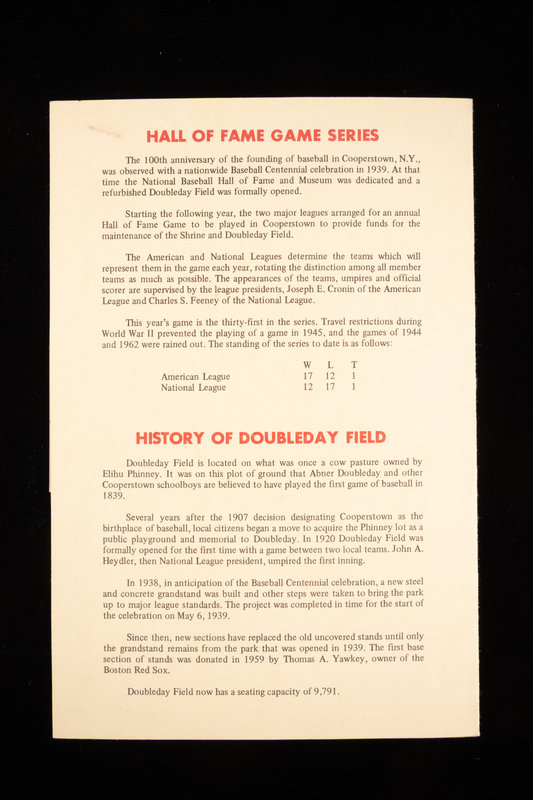 HALL OF FAME GAME SERIES
The 100th anniversary of the founding of baseball in Cooperstown, N.Y.,
was observed with a nationwide Baseball Centennial celebration in 1939. At that
time the National Baseball Hall of Fame and Museum was dedicated and a
refurbished Doubleday Field was formally opened.
Starting the following year, the two major leagues arranged for an annual
Hall of Fame Game to be played in Cooperstown to provide funds for the
maintenance of the Shrine and Doubleday Field.
The American and National Leagues determine the teams which will
represent them in the game each year, rotating the distinction among all member
teams as much as possible. The appearances of the teams, umpires and official
scorer are supervised by the league presidents, Joseph E. Cronin of the American
League and Charles S. Feeney of the National League.
This year's game is the thirty-first in the series. Travel restrictions during
World War II prevented the playing of a game in 1945, and the games of 1944
and 1962 were rained out. The standing of the series to date is as follows:
W L T
American League 17 12 1
National League 12 17 1
HISTORY OF DOUBLEDAY FIELD
Doubleday Field is located on what was once a cow pasture owned by
Elihu Phinney. It was on this plot of ground that Abner Doubleday and other
Cooperstown schoolboys are believed to have played the first game of baseball in
1839.
Several years after the 1907 decision designating Cooperstown as the
birthplace of baseball, local citizens began a move to acquire the Phinney lot as a
public playground and memorial to Doubleday. In 1920 Doubleday Field was
formally opened for the first time with a game between two local teams. John A.
Heydler, then National League president, umpired the first inning.
In 1938, in anticipation of the Baseball Centennial celebration, a new steel
and concrete grandstand was built and other steps were taken to bring the park
up to major league standards. The project was completed in time for the start of
the celebration on May 6, 1939.
Since then, new sections have replaced the old uncovered stands until only
the grandstand remains from the park that was opened in 1939. The first base
section of stands was donated in 1959 by Thomas A. Yawkey, owner of the
Boston Red Sox.
Doubleday Field now has a seating capacity of 9,791.